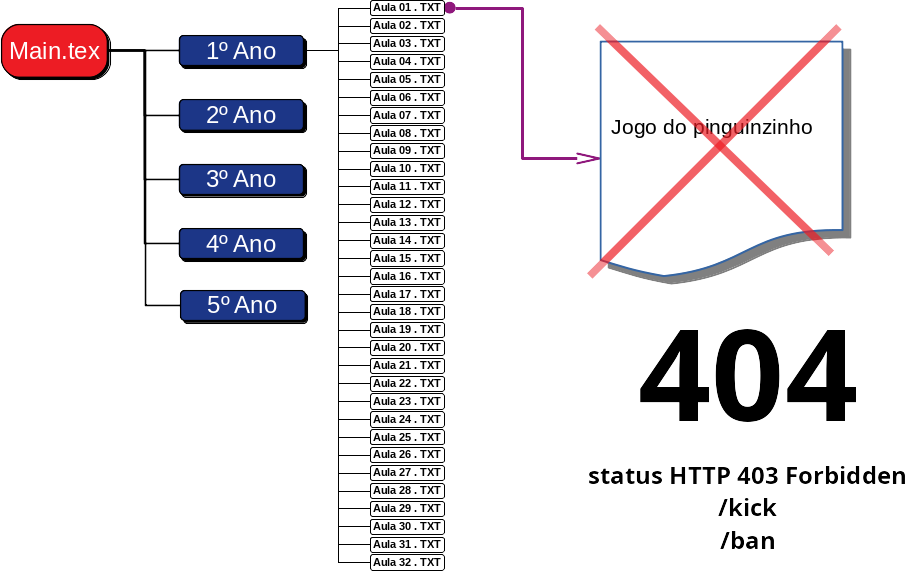 Main.tex
1º Ano
2º Ano
3º Ano
4º Ano
5º Ano
Aula 01 . TXT
Aula 02 . TXT
Aula 03 . TXT
Aula 04 . TXT
Aula 05 . TXT
Aula 06 . TXT
Aula 07 . TXT
Aula 08 . TXT
Aula 09 . TXT
Aula 10 . TXT
Aula 11 . TXT
Aula 12 . TXT
Aula 13 . TXT
Aula 14 . TXT
Aula 15 . TXT
Aula 16 . TXT
Aula 17 . TXT
Aula 18 . TXT
Aula 19 . TXT
Aula 20 . TXT
Aula 21 . TXT
Aula 22 . TXT
Aula 23 . TXT
Aula 24 . TXT
Aula 25 . TXT
Aula 26 . TXT
Aula 27 . TXT
Aula 28 . TXT
Aula 29 . TXT
Aula 30 . TXT
Aula 31 . TXT
Aula 32 . TXT
Jogo do pinguinzinho
404
status HTTP 403 Forbidden
/kick
/ban